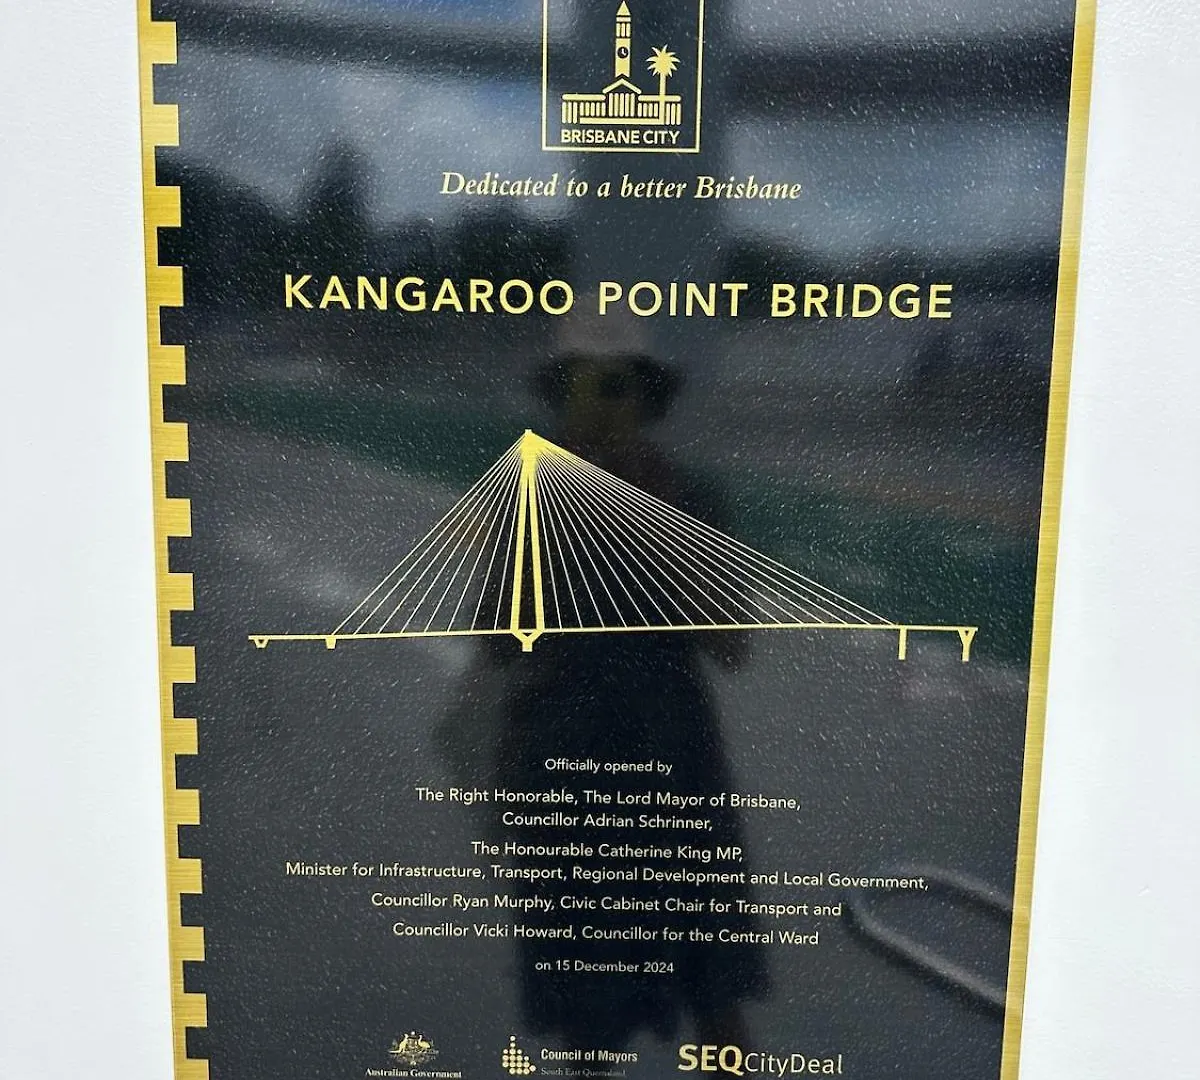 BRISBANE CITY
Dedicated to a better Brisbane
KANGAROO POINT BRIDGE
Officially opened by
The Right Honorable, The Lord Mayor of Brisbane,
Councillor Adrian Schrinner,
The Honourable Catherine King MP,
Minister for Infrastructure, Transport, Regional Development and Local Government,
Councillor Ryan Murphy, Civic Cabinet Chair for Transport and
Councillor Vicki Howard, Councillor for the Central Ward
on 15 December 2024
Australian Government
Council of Mayors
South East Queensland
SEQCityDeal